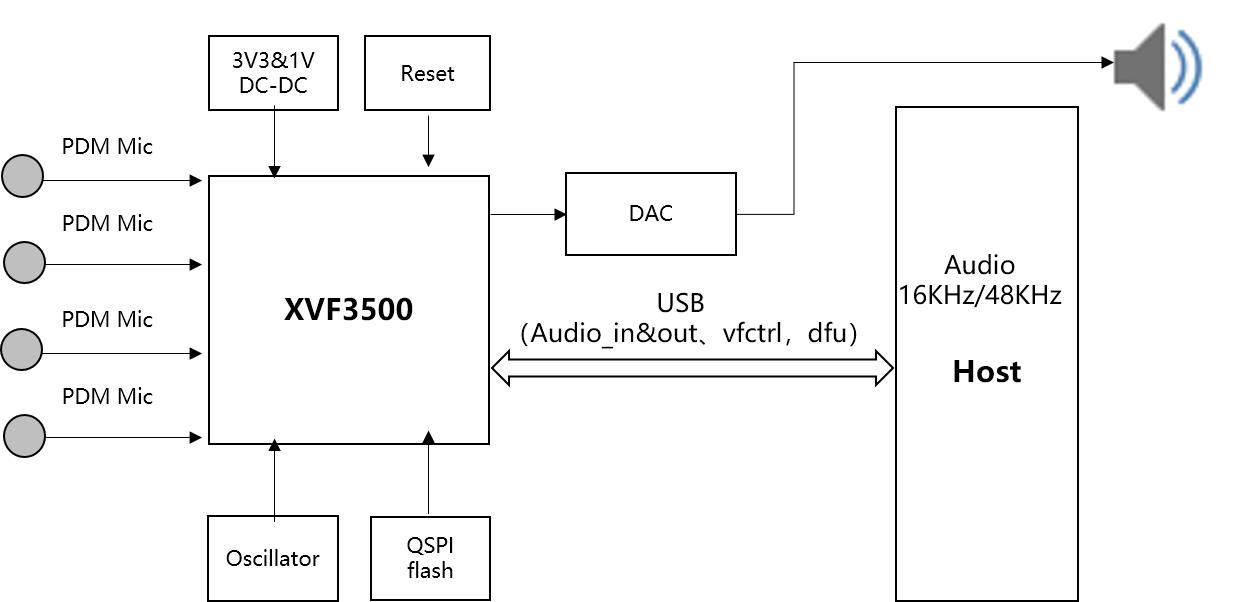 3V3&1V
DC-DC
Reset
PDM Mic
PDM Mic
PDM Mic
PDM Mic
XVF3500
DAC
USB
（Audio_in&out、vfctrl，dfu）
Audio
16KHz/48KHz
Host
Oscillator
QSPI
flash